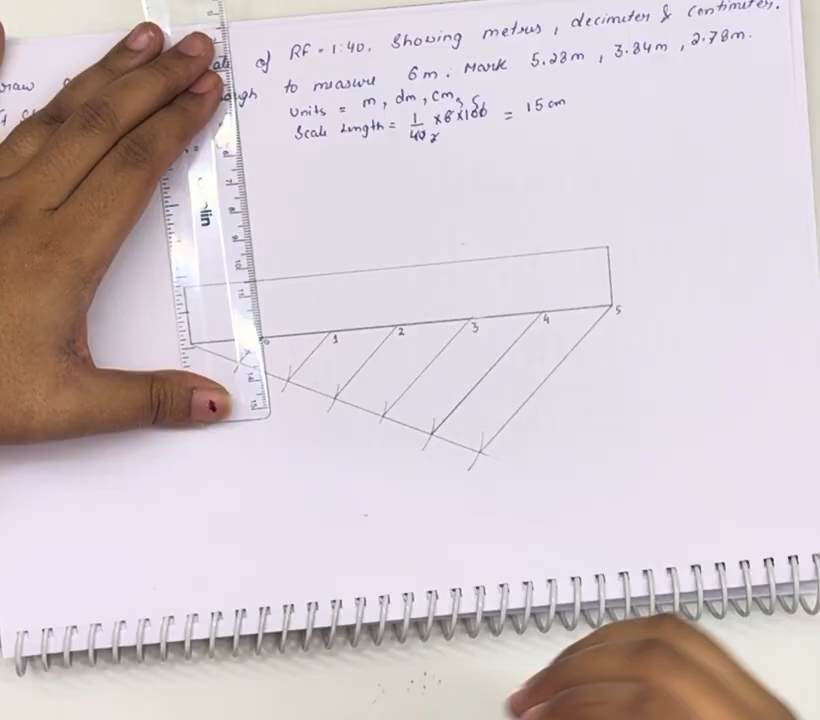 of RF = 1:40. Showing metres, decimeter & centimeter.
to measure 6m. Mark 5.28m, 3.84m, 2.78m.
Units = m, dm, cm,
Scale Length = 1/40 x 6 x 100 = 15 cm
0 1 2 3 4 5